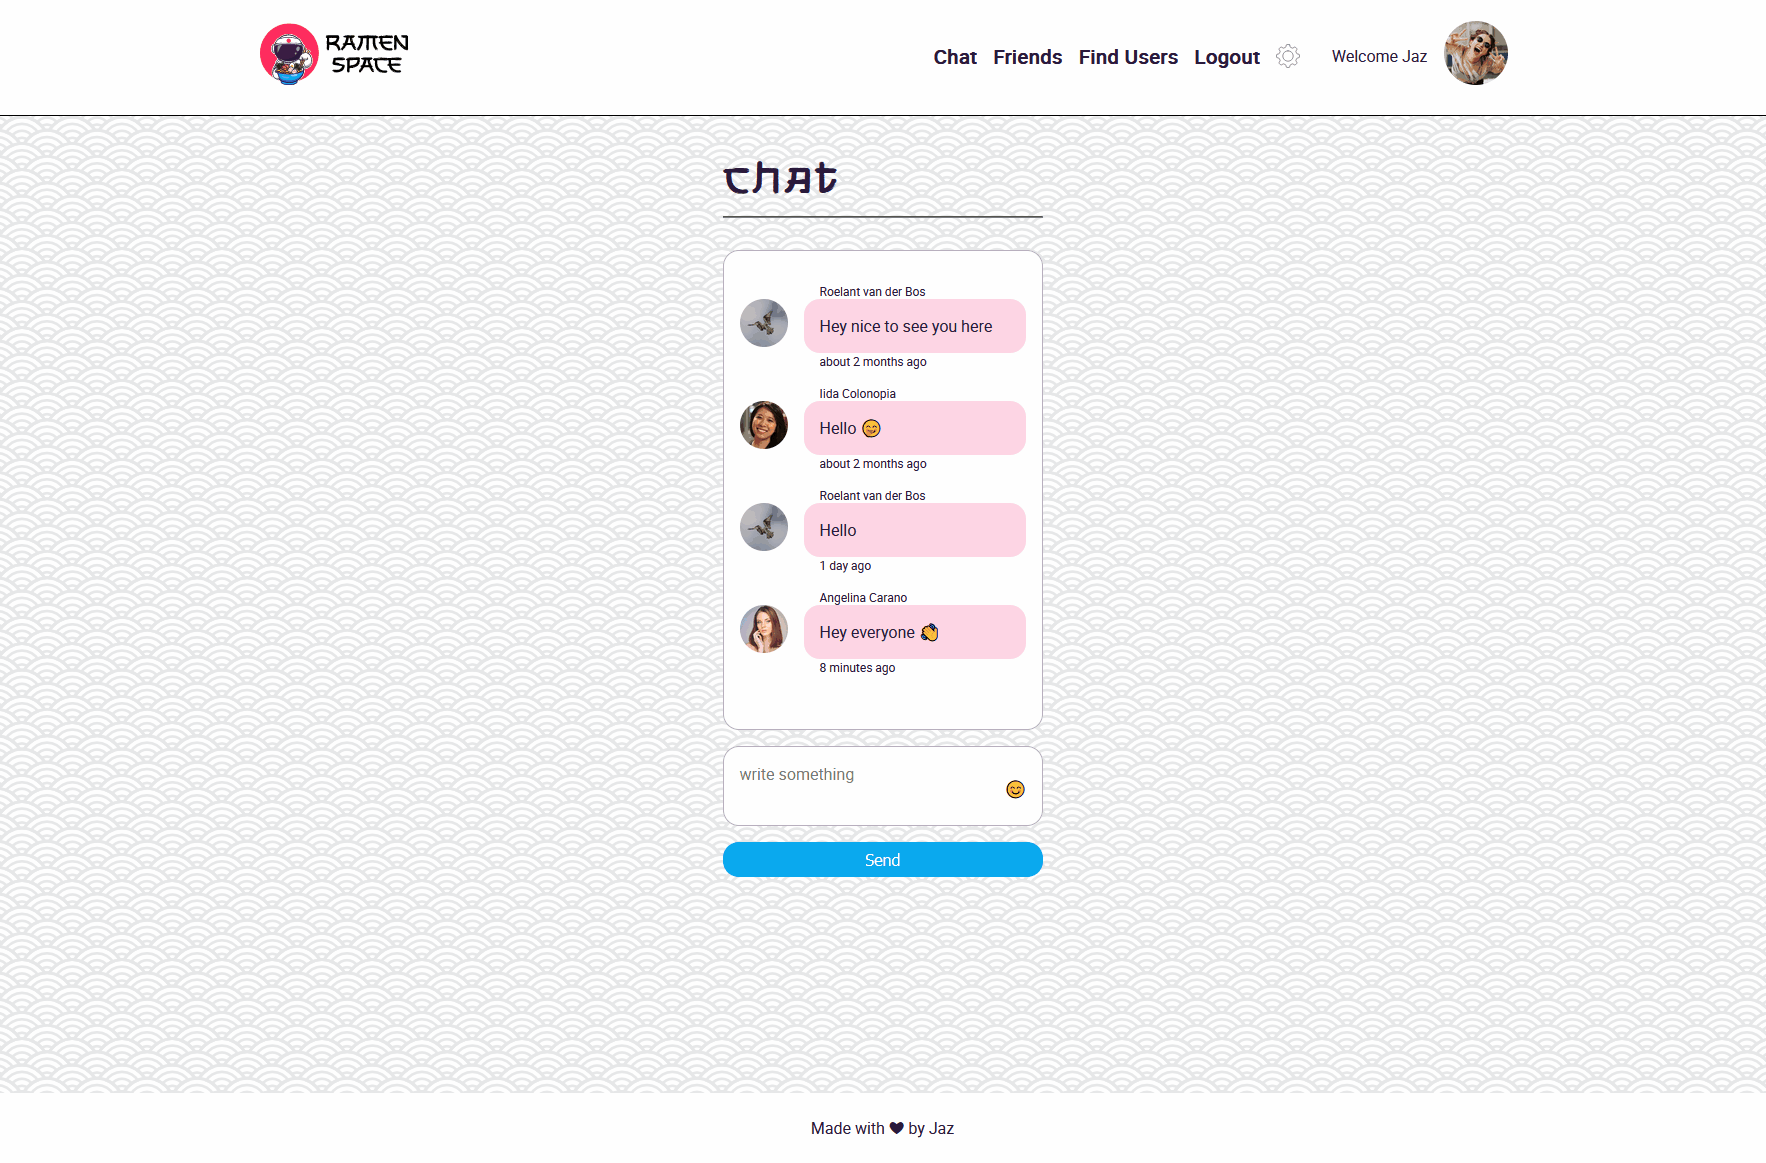 RAMEN
SPACE
Chat Friends Find Users Logout Welcome Jaz
chat
Roelant van der Bos
Hey nice to see you here
about 2 months ago
Iida Colonopia
Hello 😄
about 2 months ago
Roelant van der Bos
Hello
1 day ago
Angelina Carano
Hey everyone 👏
8 minutes ago
write something
😊
Send
Made with ♥ by Jaz